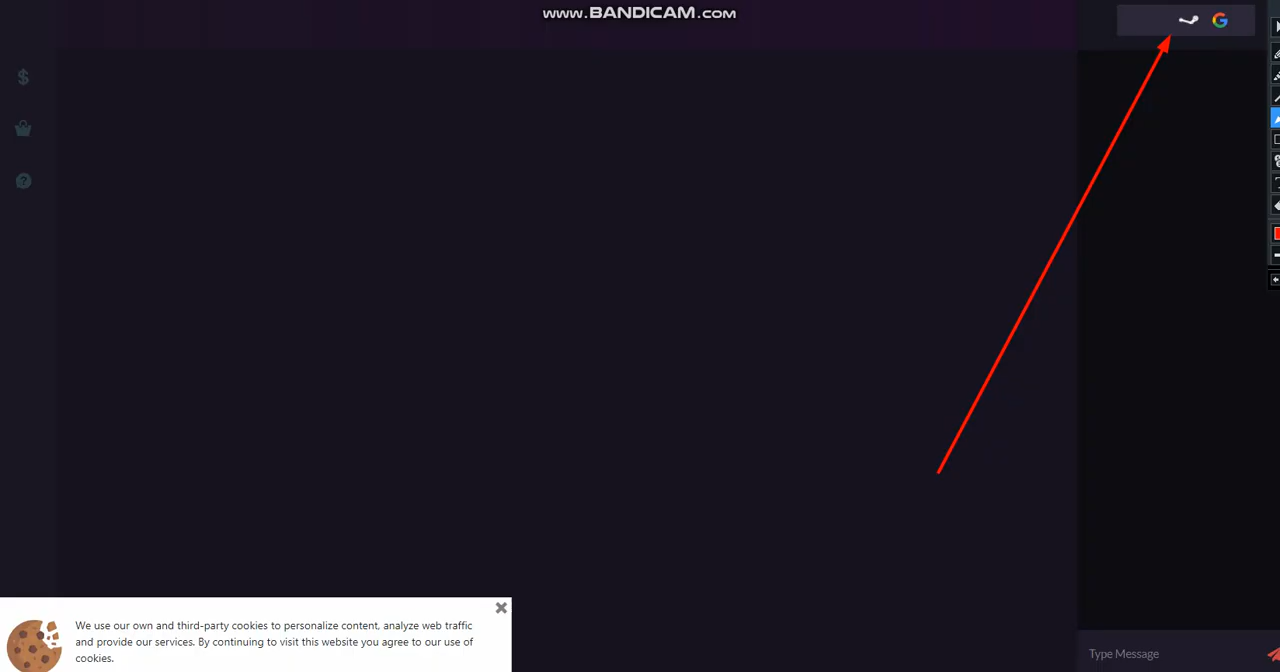 www.BANDICAM.com
We use our own and third-party cookies to personalize content, analyze web traffic
and provide our services. By continuing to visit this website you agree to our use of
cookies.
Type Message